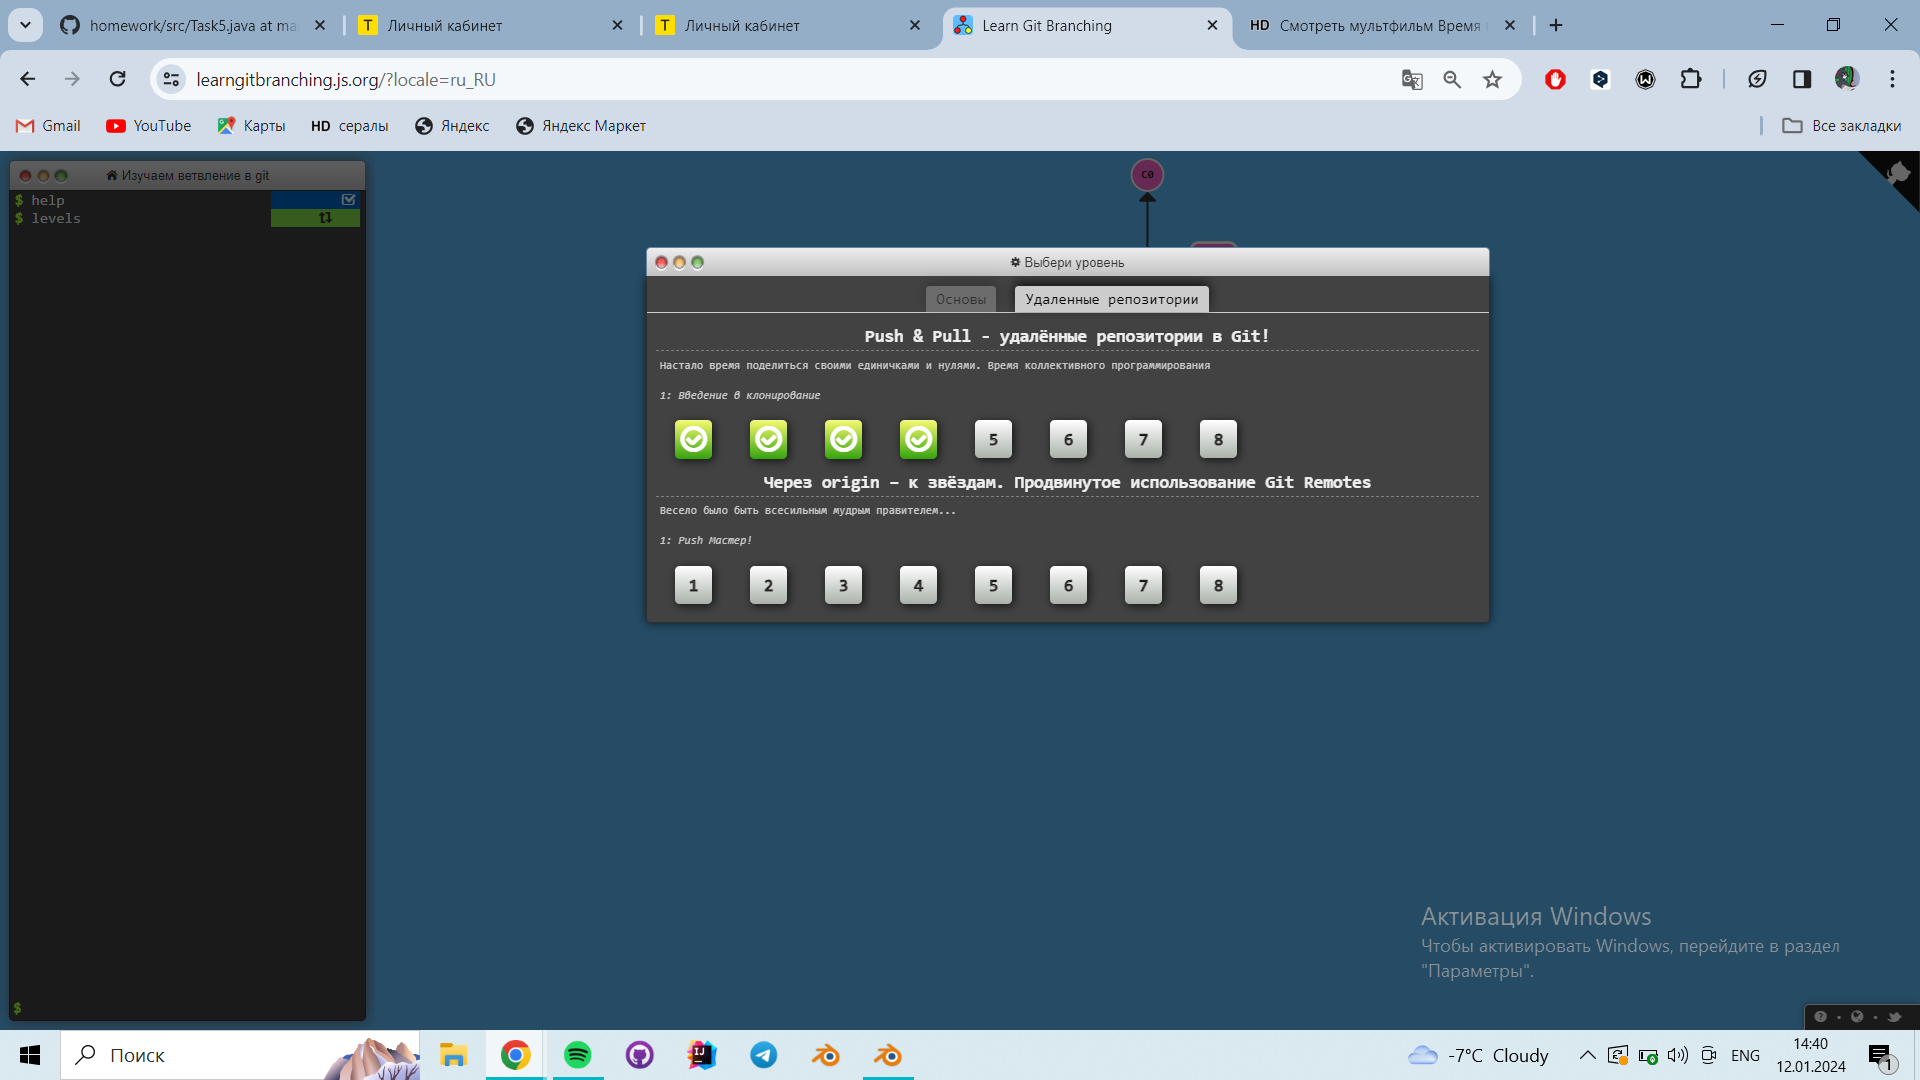 homework/src/Task5.java at ma
Личный кабинет
Личный кабинет
Learn Git Branching
HD Смотреть мультфильм Время
learngitbranching.js.org/?locale=ru_RU
Gmail
YouTube
Карты
HD сералы
Яндекс
Яндекс Маркет
Все закладки
Изучаем ветвление в git
$ help
$ levels
C0
Выбери уровень
Основы
Удаленные репозитории
Push & Pull - удалённые репозитории в Git!
Настало время поделиться своими единичками и нулями. Время коллективного программирования
1: Введение в клонирование
5 6 7 8
Через origin – к звёздам. Продвинутое использование Git Remotes
Весело было быть всесильным мудрым правителем...
1: Push Мастер!
1 2 3 4 5 6 7 8
Активация Windows
Чтобы активировать Windows, перейдите в раздел
"Параметры".
$
Поиск
-7°C Cloudy
ENG
14:40
12.01.2024
1